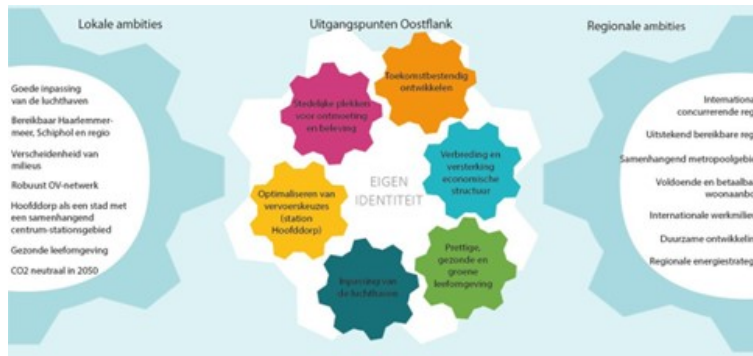 Lokale ambities
Goede inpassing
van de luchthaven
Bereikbaar Haarlemmer-
meer, Schiphol en regio
Verscheidenheid van
milieus
Robuust OV-netwerk
Hoofddorp als een stad met
een samenhangend
centrum-stationsgebied
Gezonde leefomgeving
CO2 neutraal in 2050
Uitgangspunten Oostflank
Toekomstbestendig
ontwikkelen
Stedelijke plekken
voor ontmoeting
en beleving
Verbreding en
versterking
economische
structuur
EIGEN
IDENTITEIT
Optimaliseren van
vervoerskeuzes
(station
Hoofddorp)
Prettige,
gezonde en
groene
leefomgeving
Inpassing van
de luchthaven
Regionale ambities
Internationa
concurrerende reg
Uitstekend bereikbare reg
Samenhangend metropoolgebi
Voldoende en betaalba
woonaanbo
Internationale werkmilie
Duurzame ontwikkelin
Regionale energiestrateg